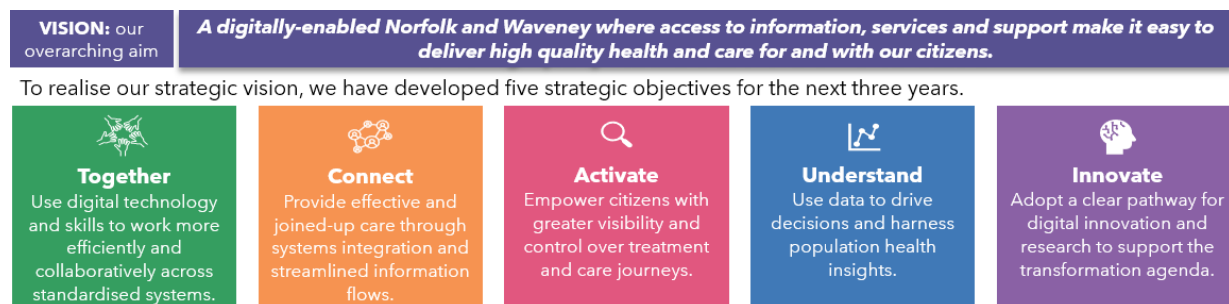 VISION: our
overarching aim
A digitally-enabled Norfolk and Waveney where access to information, services and support make it easy to
deliver high quality health and care for and with our citizens.
To realise our strategic vision, we have developed five strategic objectives for the next three years.
Together
Use digital technology
and skills to work more
efficiently and
collaboratively across
standardised systems.
Connect
Provide effective and
joined-up care through
systems integration and
streamlined information
flows.
Activate
Empower citizens with
greater visibility and
control over treatment
and care journeys.
Understand
Use data to drive
decisions and harness
population health
insights.
Innovate
Adopt a clear pathway for
digital innovation and
research to support the
transformation agenda.